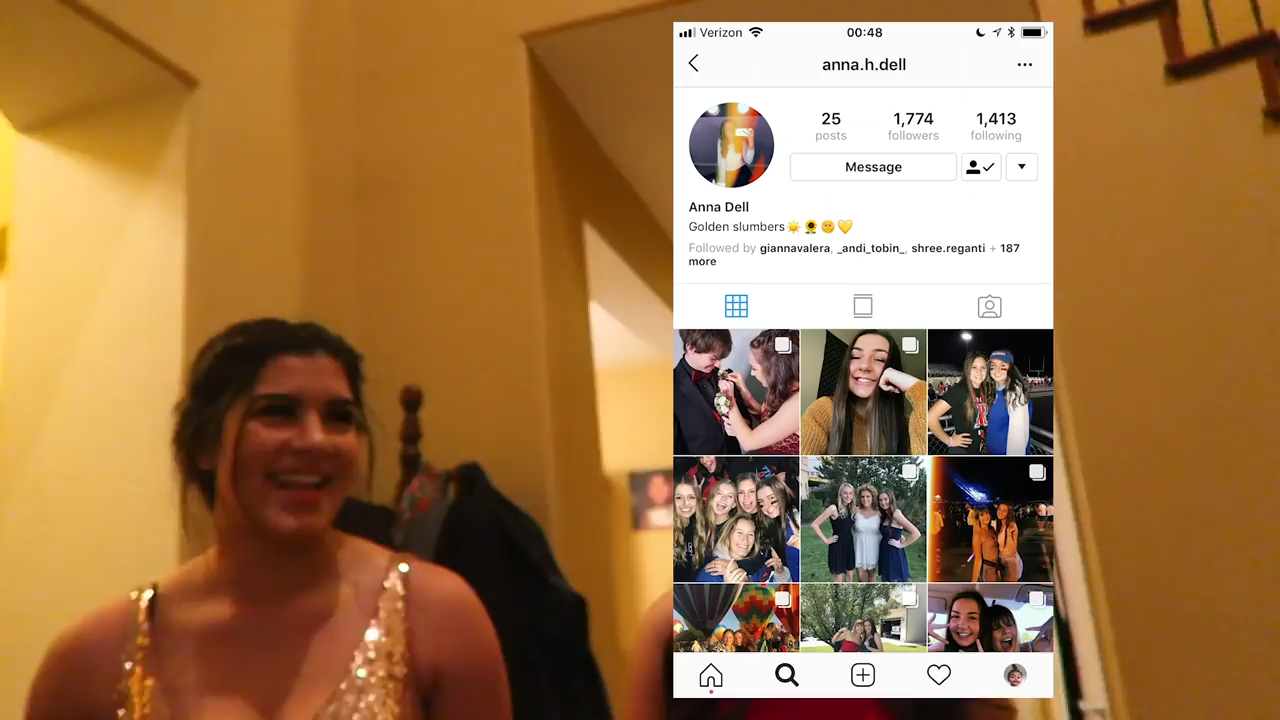 Verizon 00:48
anna.h.dell
25 1,774 1,413
posts followers following
Message
Anna Dell
Golden slumbers☀️🌻🌝💛
Followed by giannavalera, _andi_tobin_, shree.reganti + 187
more